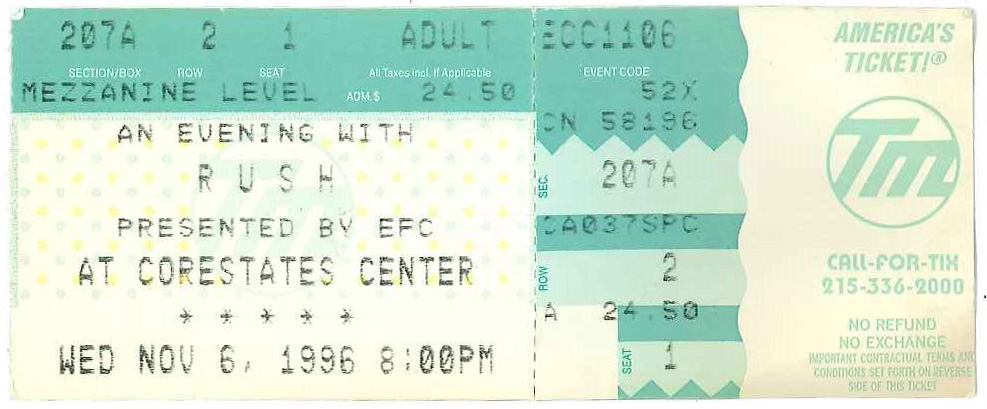 207A 2 1 ADULT
SECTION/BOX ROW SEAT All Taxes incl. If Applicable
MEZZANINE LEVEL ADM.$ 24.50
AN EVENING WITH
RUSH
PRESENTED BY EFC
AT CORESTATES CENTER
* * * * *
WED NOV 6, 1996 8:00PM
TM
ECC1106
EVENT CODE
52X
CN 58196
SEC. 207A
CA037SPC
ROW 2
A 24.50
SEAT 1
AMERICA'S
TICKET!®
TM
CALL-FOR-TIX
215-336-2000
NO REFUND
NO EXCHANGE
IMPORTANT CONTRACTUAL TERMS AND
CONDITIONS SET FORTH ON REVERSE
SIDE OF THIS TICKET